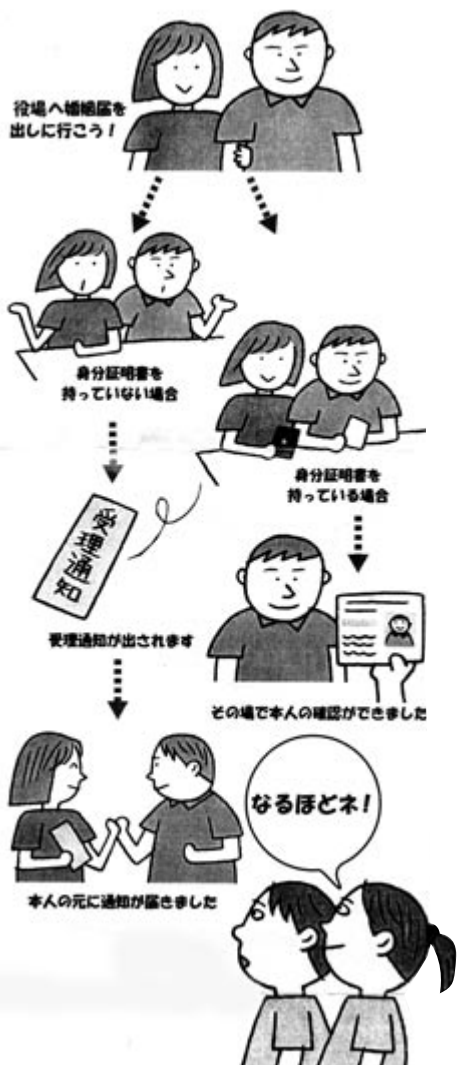 役場へ婚姻届を
出しに行こう！
身分証明書を
持っていない場合
身分証明書を
持っている場合
受理通知
受理通知が出されます
その場で本人の確認ができました
なるほどネ！
本人の元に通知が届きました